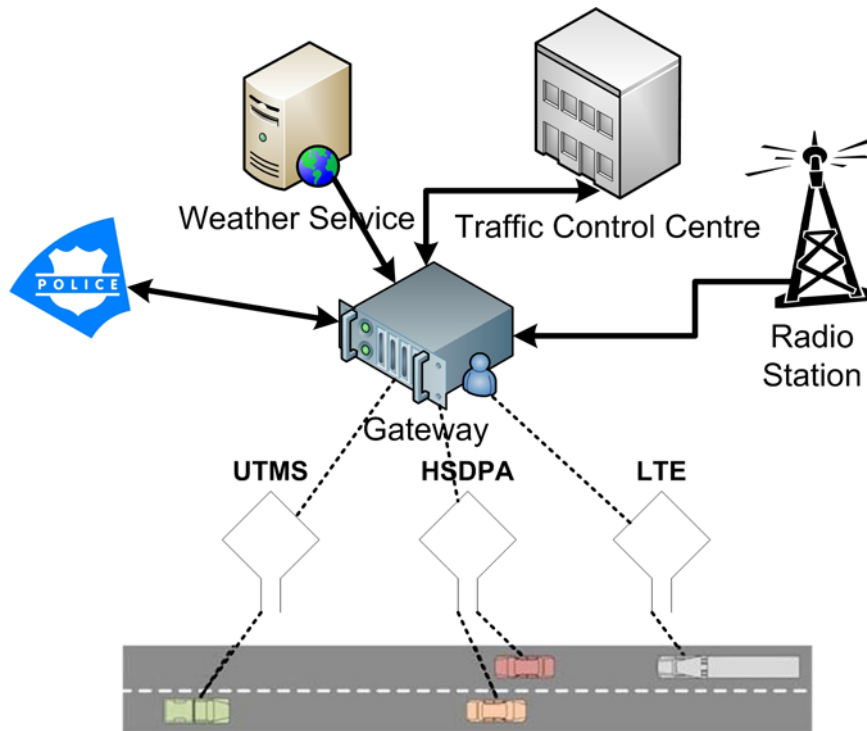 Weather Service
Traffic Control Centre
POLICE
Radio
Station
Gateway
UTMS
HSDPA
LTE